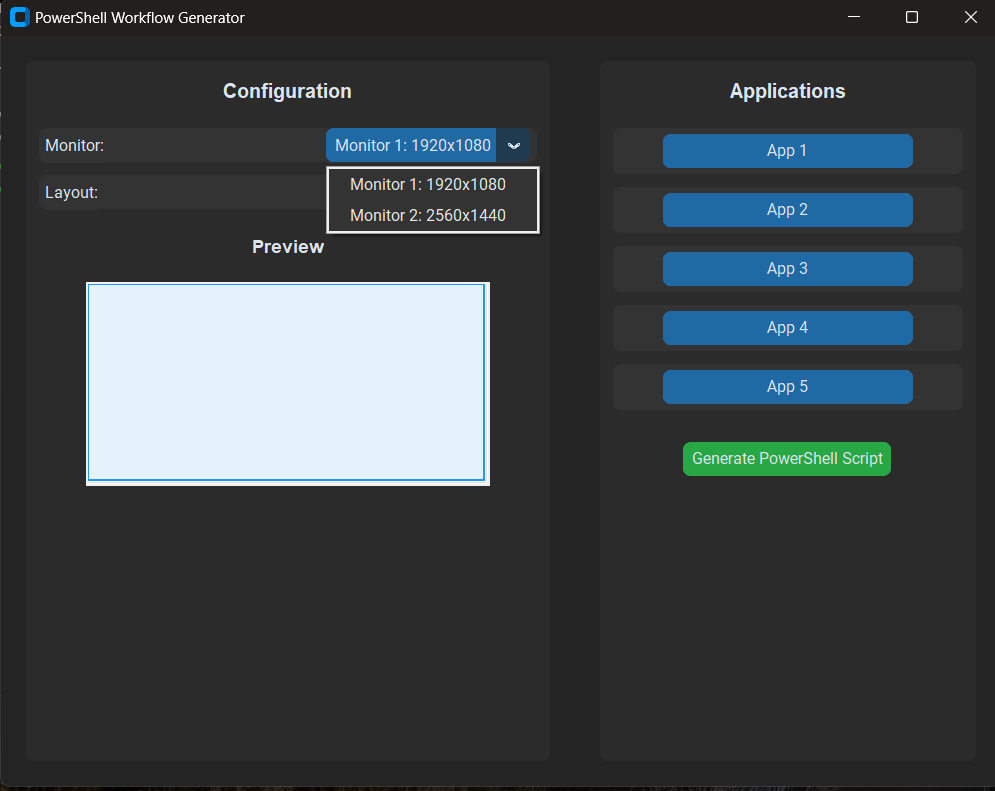 PowerShell Workflow Generator
Configuration
Monitor:
Monitor 1: 1920x1080
Monitor 1: 1920x1080
Monitor 2: 2560x1440
Layout:
Preview
Applications
App 1
App 2
App 3
App 4
App 5
Generate PowerShell Script